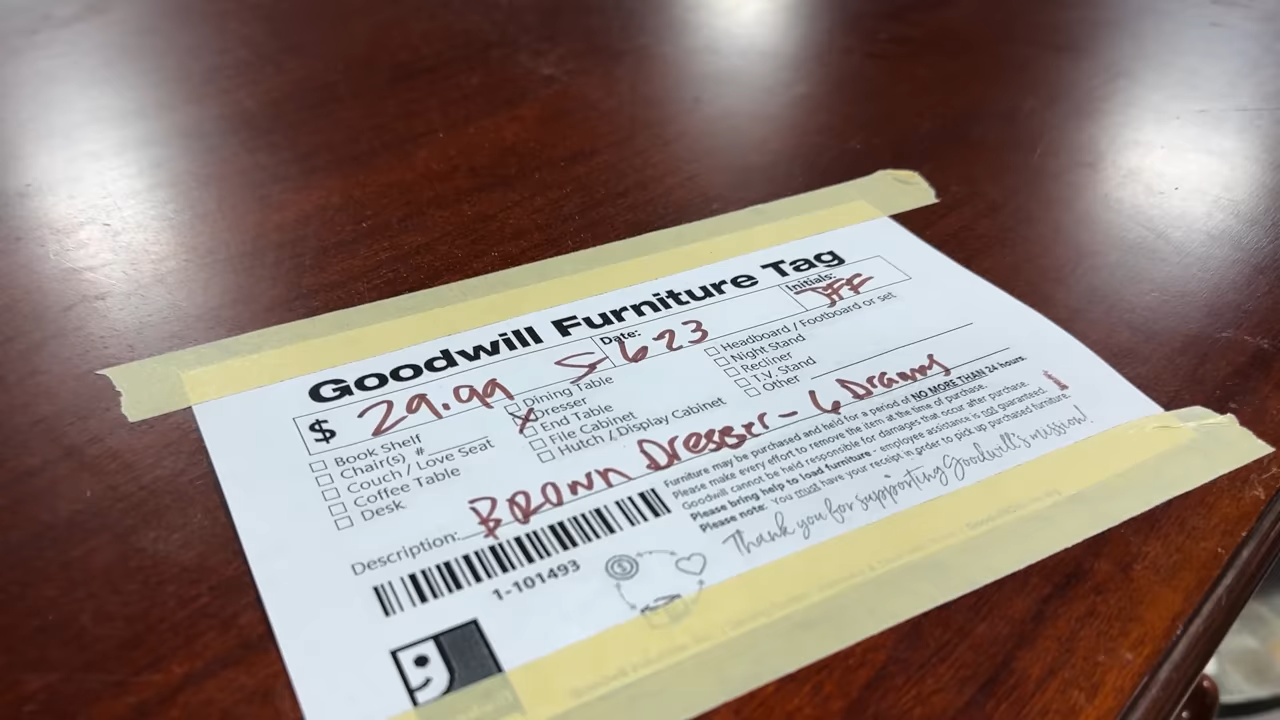 Goodwill Furniture Tag
$ 29.99
Date: 5 6 23
Initials: JFF
Book Shelf
Chair(s) #
Couch / Love Seat
Coffee Table
Desk
Dining Table
Dresser
End Table
File Cabinet
Hutch / Display Cabinet
Headboard / Footboard or set
Night Stand
Recliner
T.V. Stand
Other
Description: Brown Dresser - 6 Drawrs
Furniture may be purchased and held for a period of NO MORE THAN 24 hours.
Please make every effort to remove the item at the time of purchase.
Goodwill cannot be held responsible for damages that occur after purchase.
Please bring help to load furniture - employee assistance is not guaranteed.
Please note: You must have your receipt in order to pick up purchased furniture.
Thank you for supporting Goodwill's mission!
1-101493